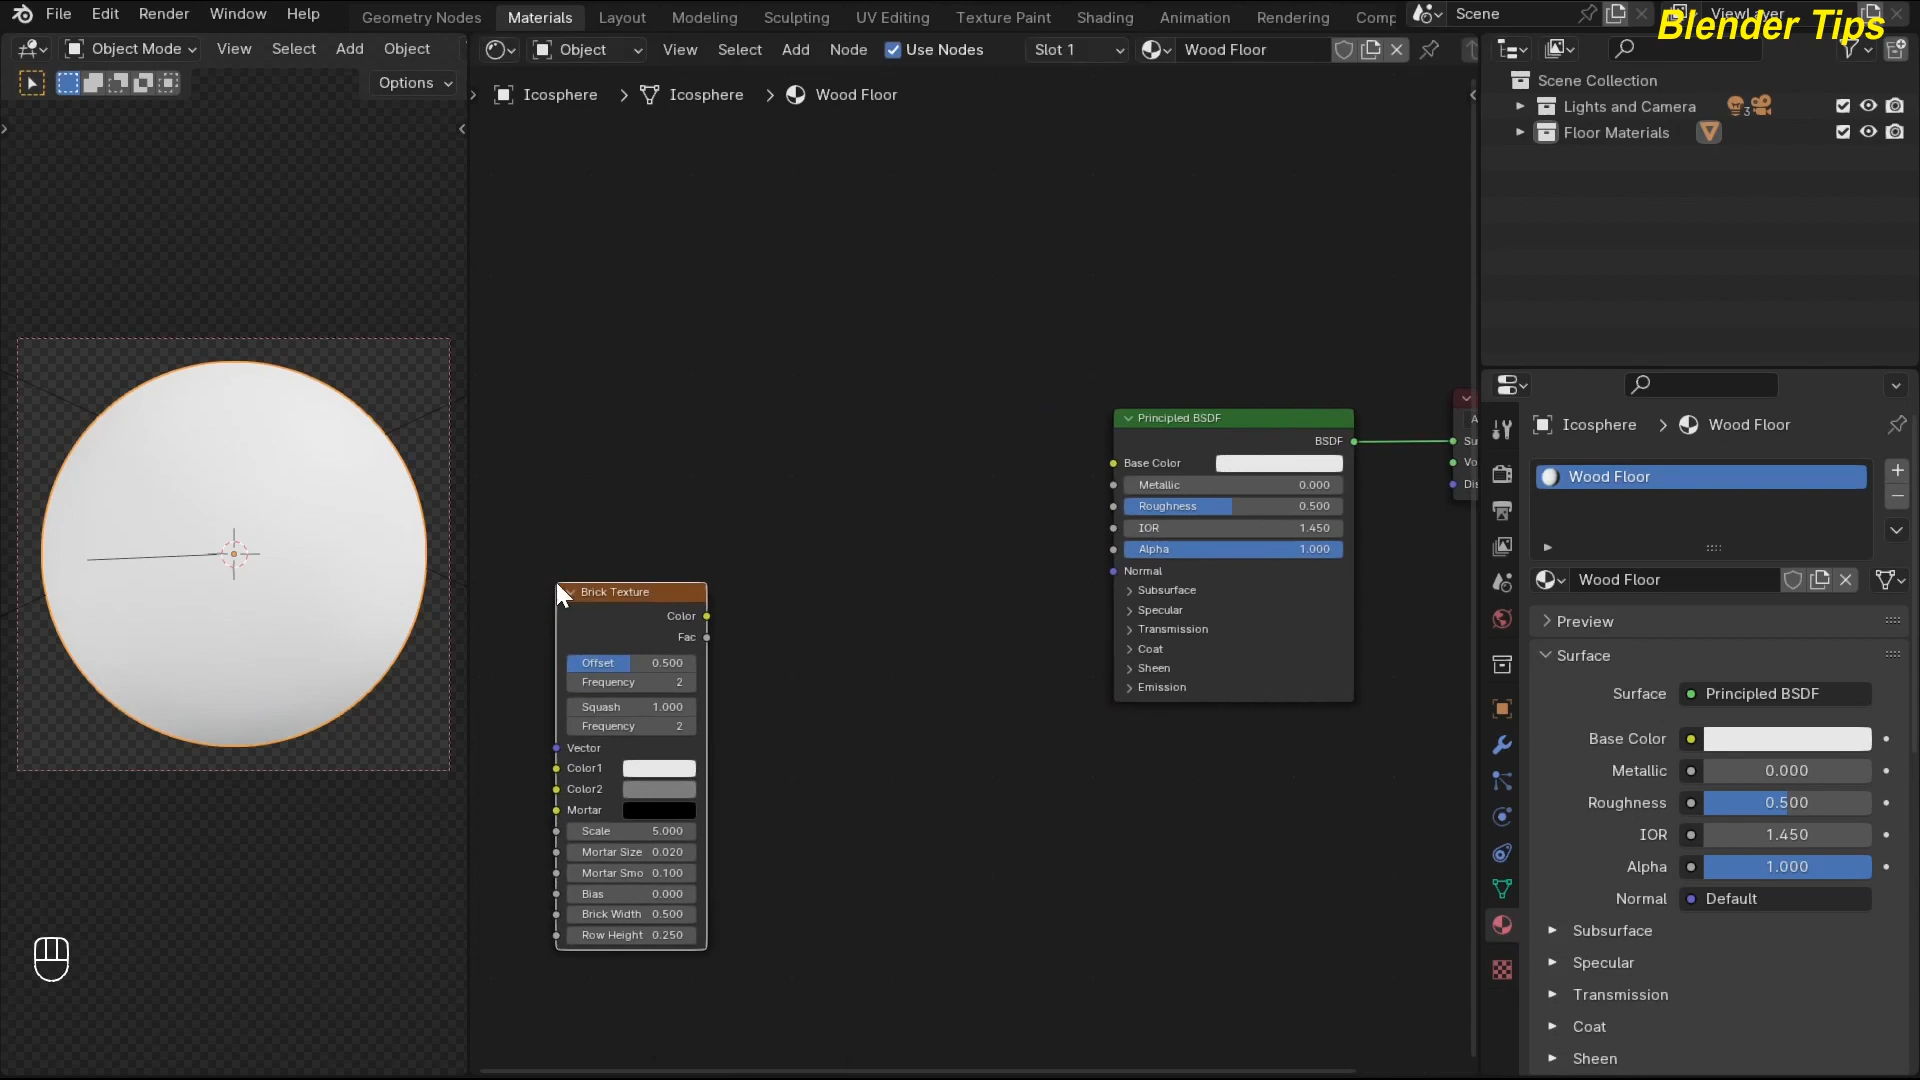 File Edit Render Window Help
Geometry Nodes Materials Layout Modeling Sculpting UV Editing Texture Paint Shading Animation Rendering Comp
Scene
ViewLayer
Blender Tips
Object Mode View Select Add Object
Object View Select Add Node Use Nodes Slot 1 Wood Floor
Options
Icosphere > Icosphere > Wood Floor
Scene Collection
Lights and Camera 3
Floor Materials
Principled BSDF
BSDF
Base Color
Metallic 0.000
Roughness 0.500
IOR 1.450
Alpha 1.000
Normal
Subsurface
Specular
Transmission
Coat
Sheen
Emission
A
Su
Vo
Dis
Brick Texture
Color
Fac
Offset 0.500
Frequency 2
Squash 1.000
Frequency 2
Vector
Color1
Color2
Mortar
Scale 5.000
Mortar Size 0.020
Mortar Smo 0.100
Bias 0.000
Brick Width 0.500
Row Height 0.250
Icosphere > Wood Floor
Wood Floor
Wood Floor
Preview
Surface
Surface Principled BSDF
Base Color
Metallic 0.000
Roughness 0.500
IOR 1.450
Alpha 1.000
Normal Default
Subsurface
Specular
Transmission
Coat
Sheen